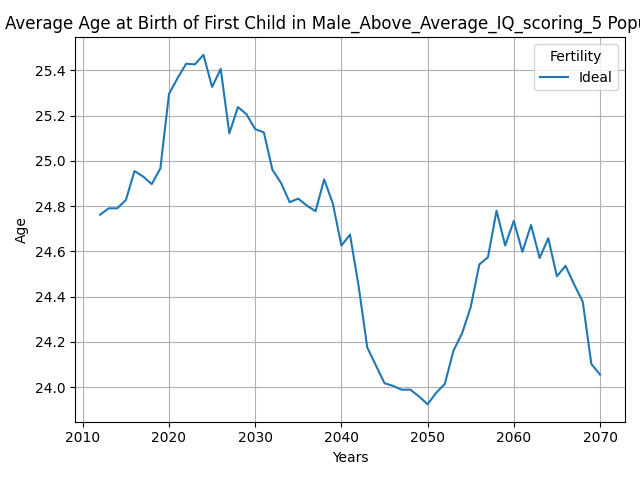 Average Age at Birth of First Child in Male_Above_Average_IQ_scoring_5
Fertility
Ideal
25.4
25.2
25.0
24.8
24.6
24.4
24.2
24.0
Age
2010 2020 2030 2040 2050 2060 2070
Years